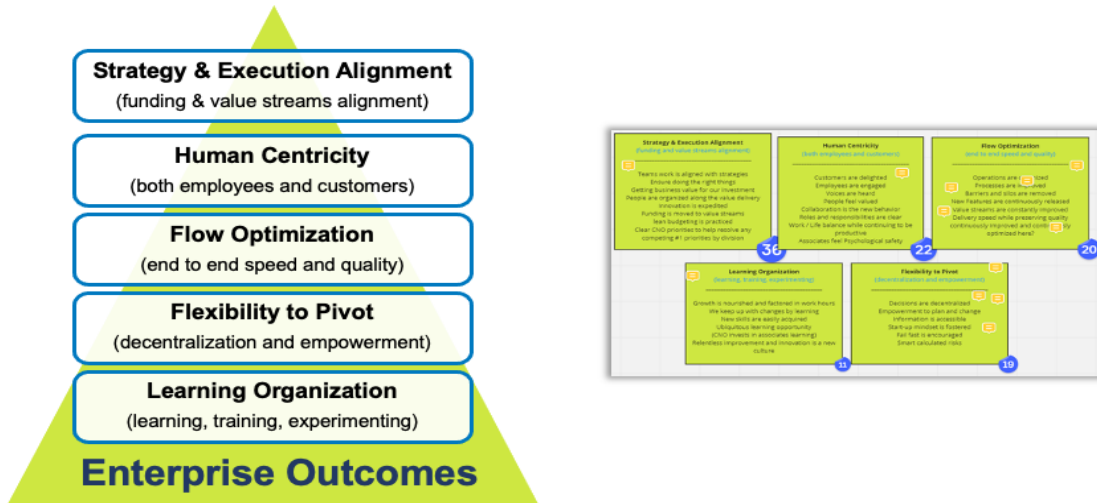 Strategy & Execution Alignment
(funding & value streams alignment)
Human Centricity
(both employees and customers)
Flow Optimization
(end to end speed and quality)
Flexibility to Pivot
(decentralization and empowerment)
Learning Organization
(learning, training, experimenting)
Enterprise Outcomes
Strategy & Execution Alignment
(funding and value streams alignment)
Teams work is aligned with strategies
Ensure doing the right things
Getting business value for our investment
People are organized along the value delivery
Innovation is expedited
Funding is moved to value streams
lean budgeting is practiced
Clear CNO priorities to help resolve any
competing #1 priorities by division
36
Human Centricity
(both employees and customers)
Customers are delighted
Employees are engaged
Voices are heard
People feel valued
Collaboration is the new behavior
Roles and responsibilities are clear
Work / Life balance while continuing to be
productive
Associates feel Psychological safety
22
Flow Optimization
(end to end speed and quality)
Operations are
Processes are
Barriers and silos are removed
New Features are continuously released
Value streams are constantly improved
Delivery speed while preserving quality
continuously improved and
optimized here?
20
Learning Organization
(learning, training, experimenting)
Growth is nourished and factored in work hours
We keep up with changes by learning
New skills are easily acquired
Ubiquitous learning opportunity
(CNO invests in associates learning)
Relentless improvement and innovation is a new
culture
11
Flexibility to Pivot
(decentralization and empowerment)
Decisions are decentralized
Empowerment to plan and change
Information is accessible
Start-up mindset is fostered
Fail fast is encouraged
Smart calculated risks
19